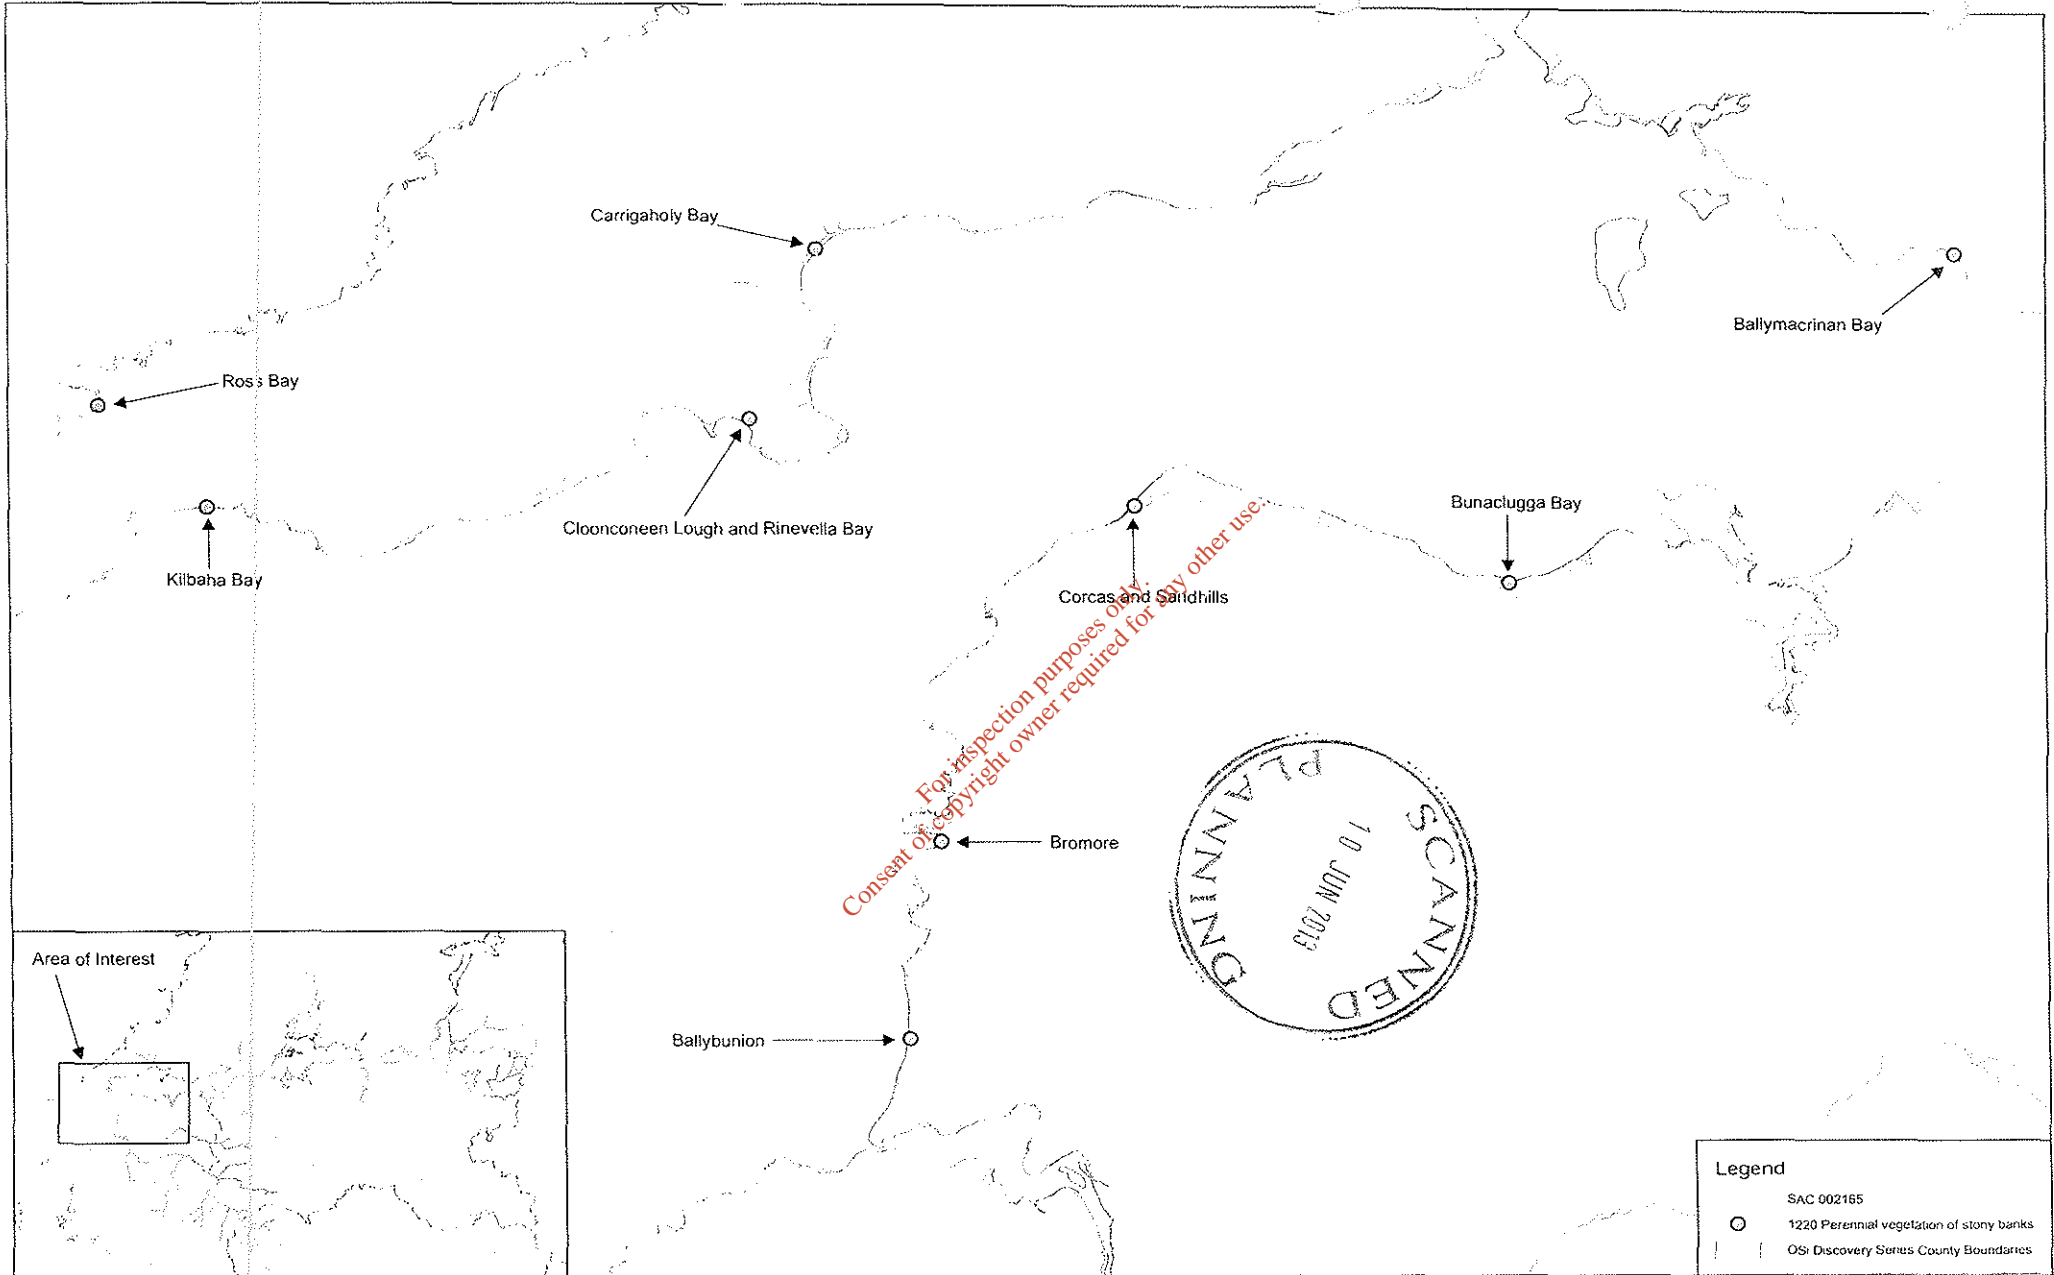 Carrigaholy Bay
Ballymacrinan Bay
Ross Bay
Cloonconeen Lough and Rinevella Bay
Bunaclugga Bay
Kilbaha Bay
Corcas and Sandhills
For inspection purposes only.
Consent of copyright owner required for any other use.
Bromore
PLANNING
SCANNED
10 JUN 2013
Area of Interest
Ballybunion
Legend
SAC 002165
1220 Perennial vegetation of stony banks
OSi Discovery Series County Boundaries